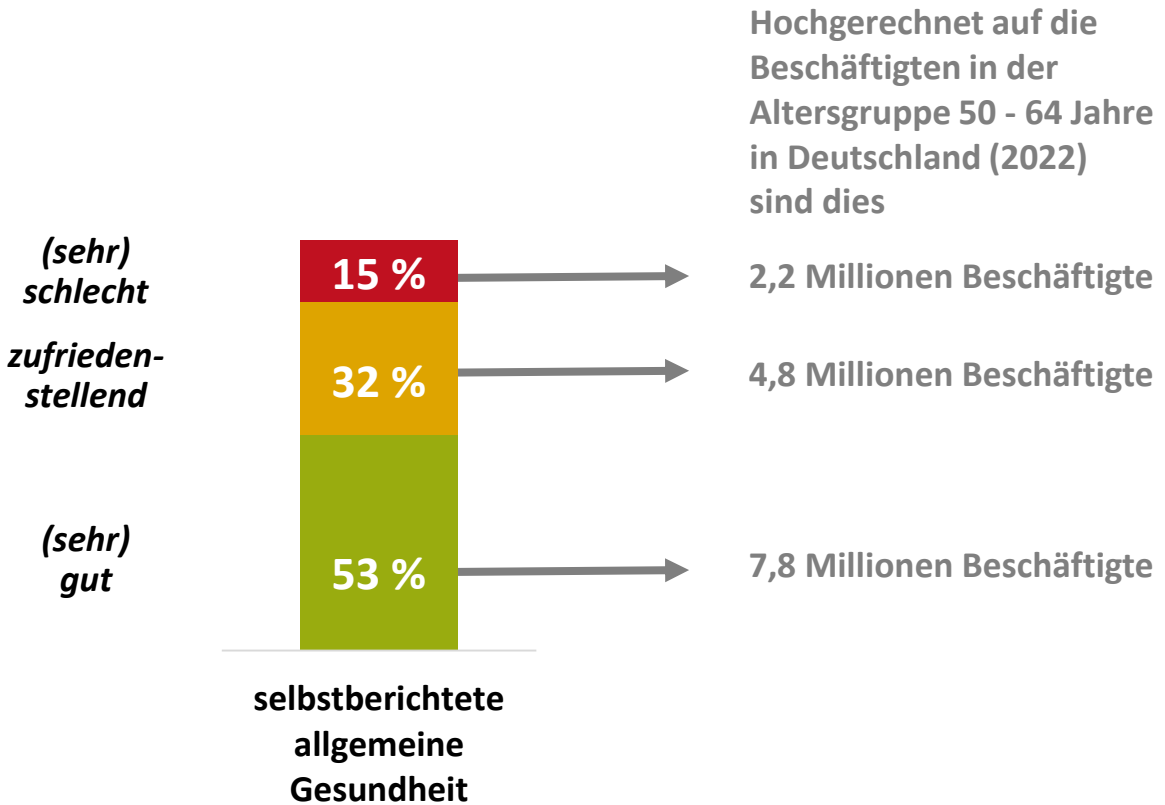 Hochgerechnet auf die
Beschäftigten in der
Altersgruppe 50 - 64 Jahre
in Deutschland (2022)
sind dies
(sehr)
schlecht
15 %
2,2 Millionen Beschäftigte
zufrieden-
stellend
32 %
4,8 Millionen Beschäftigte
(sehr)
gut
53 %
7,8 Millionen Beschäftigte
selbstberichtete
allgemeine
Gesundheit